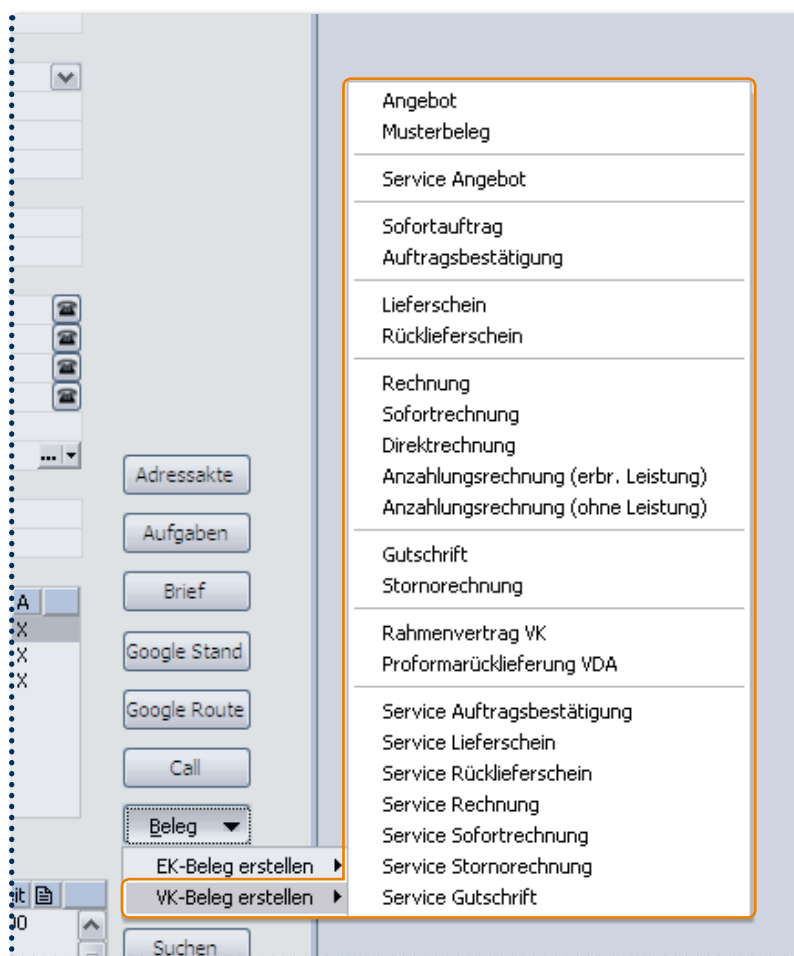 Angebot
Musterbeleg
Service Angebot
Sofortauftrag
Auftragsbestätigung
Lieferschein
Rücklieferschein
Rechnung
Sofortrechnung
Direktrechnung
Anzahlungsrechnung (erbr. Leistung)
Anzahlungsrechnung (ohne Leistung)
Gutschrift
Stornorechnung
Rahmenvertrag VK
Proformarücklieferung VDA
Service Auftragsbestätigung
Service Lieferschein
Service Rücklieferschein
Service Rechnung
Service Sofortrechnung
Service Stornorechnung
Service Gutschrift
...
A
X
X
X
Adressakte
Aufgaben
Brief
Google Stand
Google Route
Call
Beleg
EK-Beleg erstellen
VK-Beleg erstellen
Suchen